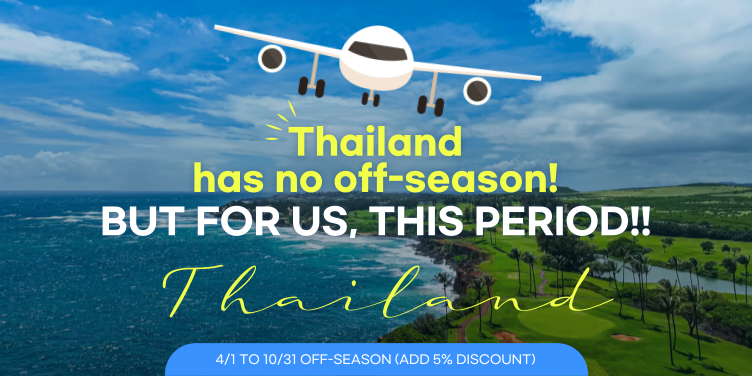 Thailand
has no off-season!
BUT FOR US, THIS PERIOD!!
Thailand
4/1 TO 10/31 OFF-SEASON (ADD 5% DISCOUNT)